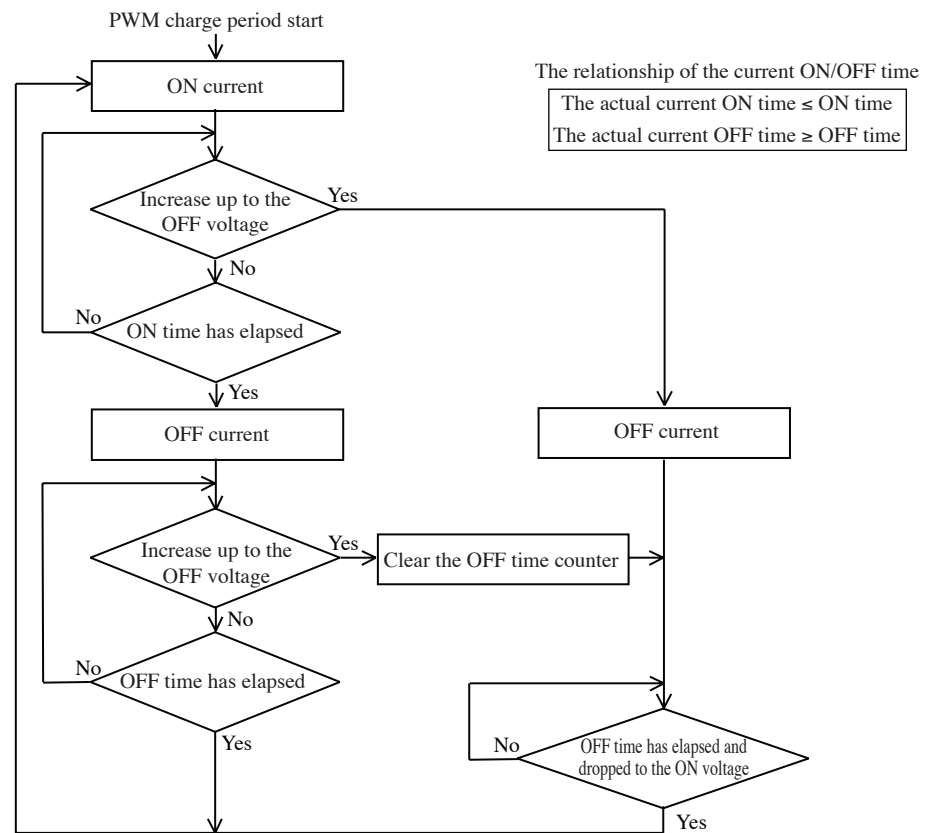 PWM charge period start
ON current
The relationship of the current ON/OFF time
The actual current ON time ≤ ON time
The actual current OFF time ≥ OFF time
Increase up to the
OFF voltage
Yes
No
ON time has elapsed
No
Yes
OFF current
OFF current
Increase up to the
OFF voltage
Yes
Clear the OFF time counter
No
OFF time has elapsed
No
Yes
OFF time has elapsed and
dropped to the ON voltage
No
Yes